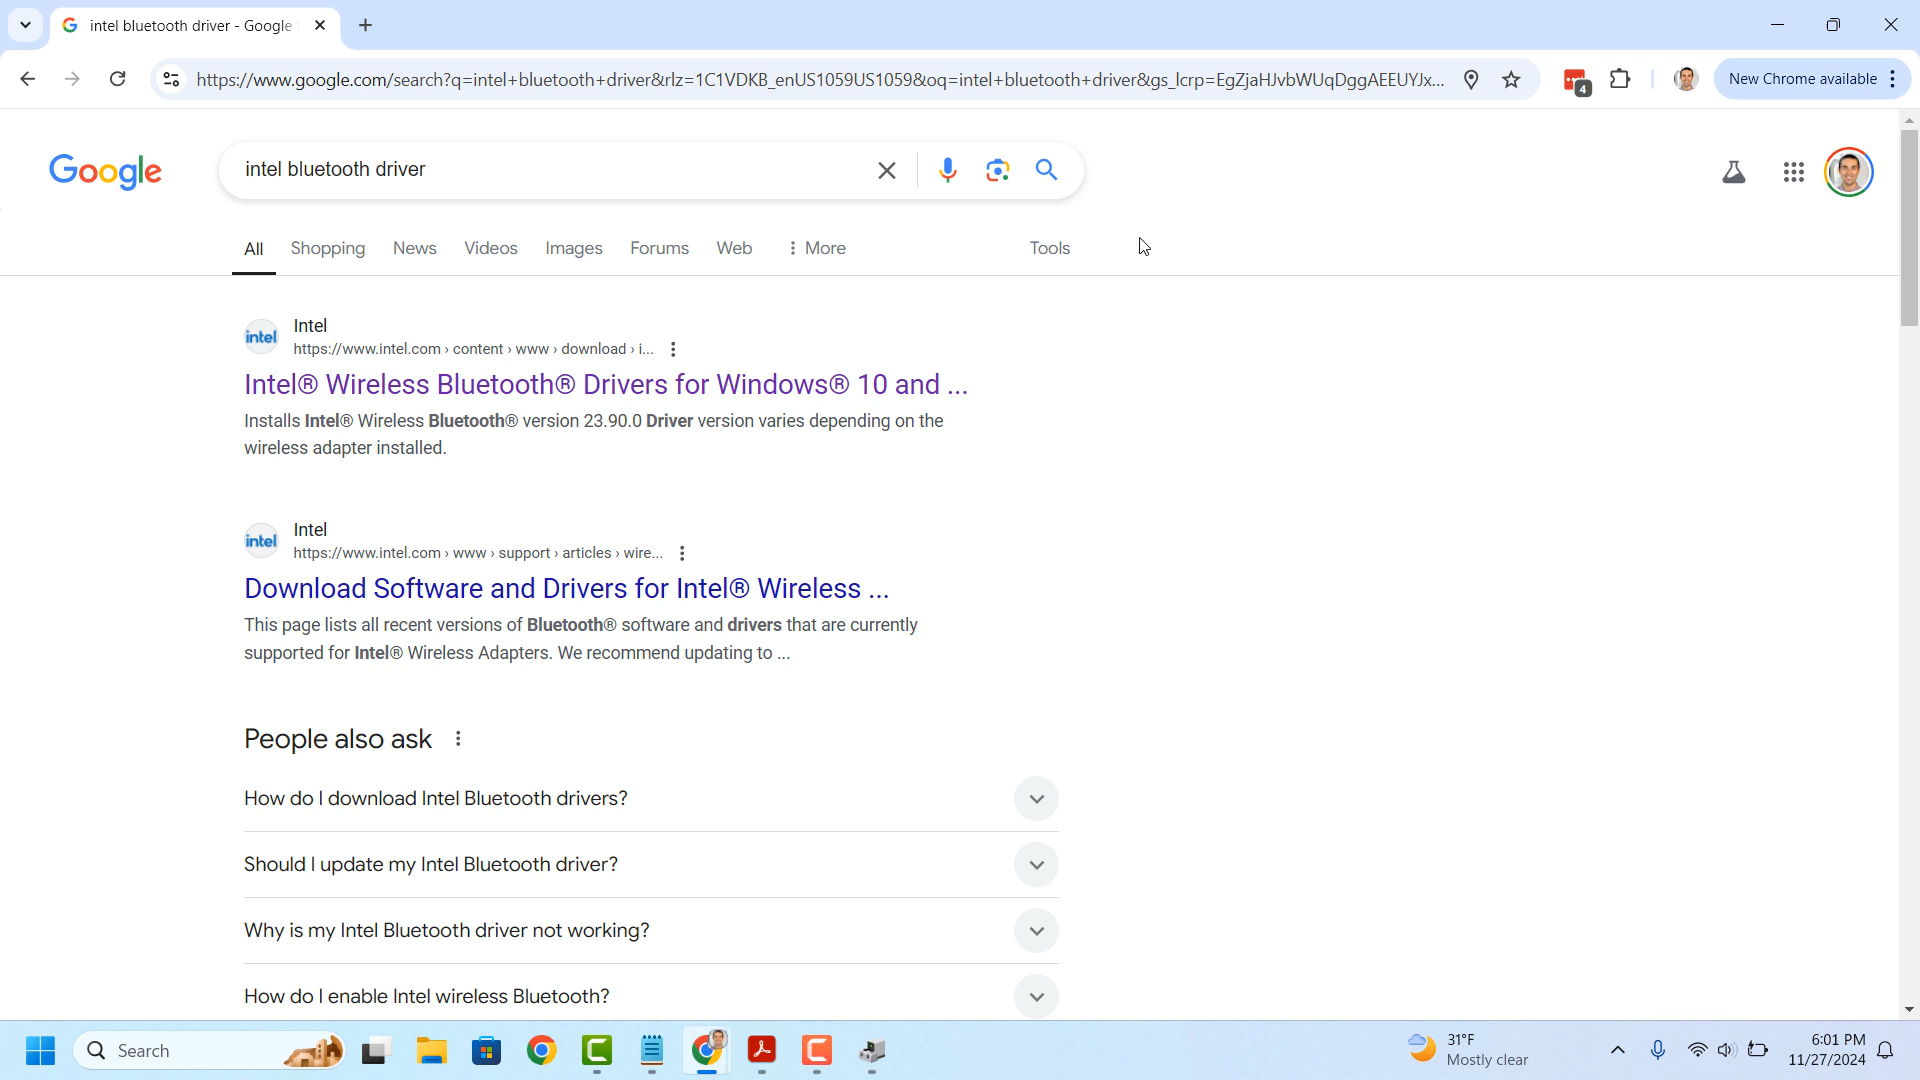 intel bluetooth driver - Google
https://www.google.com/search?q=intel+bluetooth+driver&rlz=1C1VDKB_enUS1059US1059&oq=intel+bluetooth+driver&gs_lcrp=EgZjaHJvbWUqDggAEEUYJx...
4
New Chrome available
Google
intel bluetooth driver
All Shopping News Videos Images Forums Web More Tools
intel
Intel
https://www.intel.com › content › www › download › i...
Intel® Wireless Bluetooth® Drivers for Windows® 10 and ...
Installs Intel® Wireless Bluetooth® version 23.90.0 Driver version varies depending on the
wireless adapter installed.
intel
Intel
https://www.intel.com › www › support › articles › wire...
Download Software and Drivers for Intel® Wireless ...
This page lists all recent versions of Bluetooth® software and drivers that are currently
supported for Intel® Wireless Adapters. We recommend updating to ...
People also ask
How do I download Intel Bluetooth drivers?
Should I update my Intel Bluetooth driver?
Why is my Intel Bluetooth driver not working?
How do I enable Intel wireless Bluetooth?
Search
31°F
Mostly clear
6:01 PM
11/27/2024